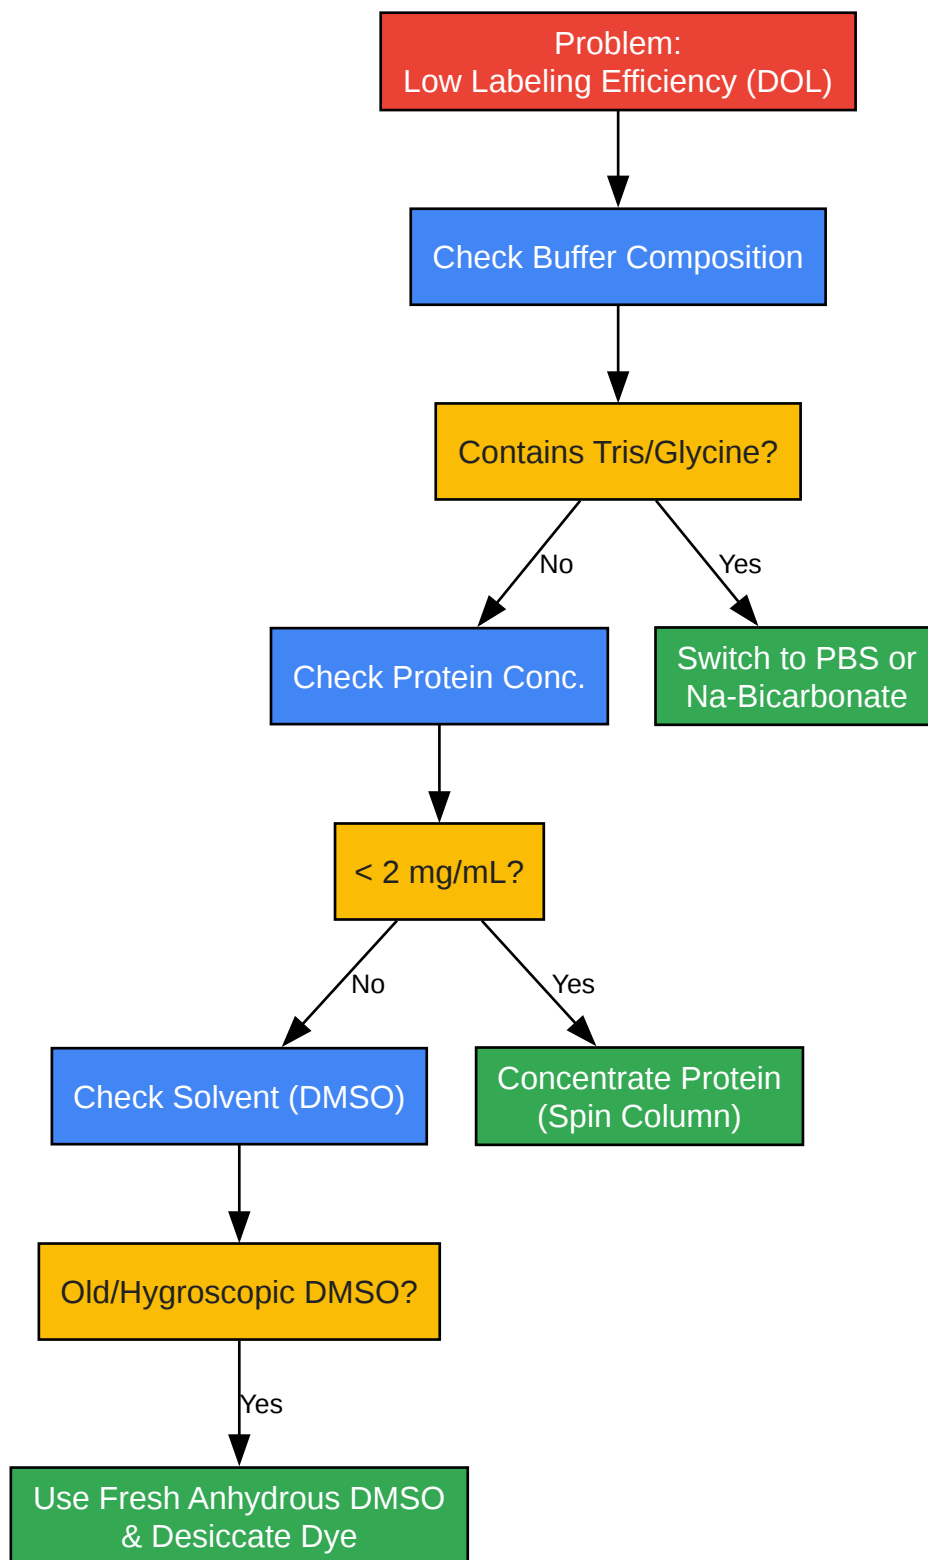 Problem:
Low Labeling Efficiency (DOL)
Check Buffer Composition
Contains Tris/Glycine?
No
Yes
Check Protein Conc.
Switch to PBS or
Na-Bicarbonate
< 2 mg/mL?
No
Yes
Check Solvent (DMSO)
Concentrate Protein
(Spin Column)
Old/Hygroscopic DMSO?
Yes
Use Fresh Anhydrous DMSO
& Desiccate Dye